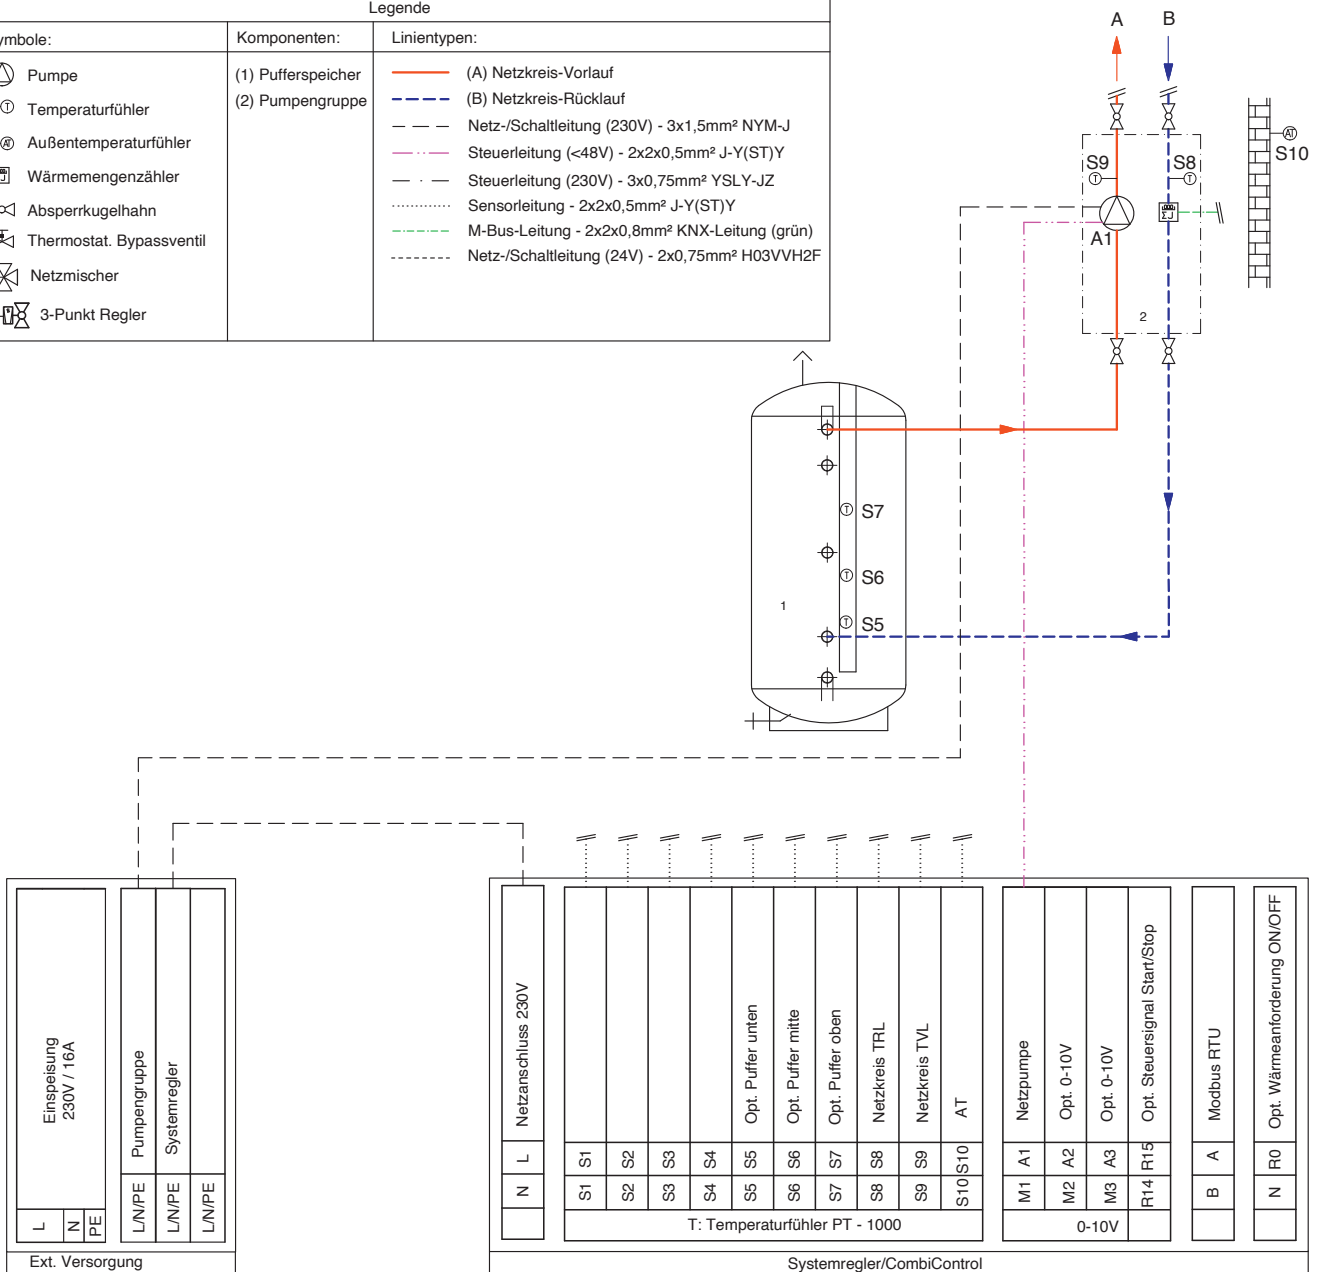 Legende
ymbole:
Komponenten:
Linientypen:
Pumpe
Temperaturfühler
Außentemperaturfühler
Wärmemengenzähler
Absperrkugelhahn
Thermostat. Bypassventil
Netzmischer
3-Punkt Regler
(1) Pufferspeicher
(2) Pumpengruppe
(A) Netzkreis-Vorlauf
(B) Netzkreis-Rücklauf
Netz-/Schaltleitung (230V) - 3x1,5mm² NYM-J
Steuerleitung (<48V) - 2x2x0,5mm² J-Y(ST)Y
Steuerleitung (230V) - 3x0,75mm² YSLY-JZ
Sensorleitung - 2x2x0,5mm² J-Y(ST)Y
M-Bus-Leitung - 2x2x0,8mm² KNX-Leitung (grün)
Netz-/Schaltleitung (24V) - 2x0,75mm² H03VVH2F
A
B
S9
S8
A1
2
AT
S10
S7
S6
S5
1
Einspeisung
230V / 16A
L
N
PE
Pumpengruppe
L/N/PE
Systemregler
L/N/PE
L/N/PE
Ext. Versorgung
Netzanschluss 230V
L
N
S1
S1
S2
S2
S3
S3
S4
S4
Opt. Puffer unten
S5
S5
Opt. Puffer mitte
S6
S6
Opt. Puffer oben
S7
S7
Netzkreis TRL
S8
S8
Netzkreis TVL
S9
S9
AT
S10
S10
T: Temperaturfühler PT - 1000
Netzpumpe
A1
M1
Opt. 0-10V
A2
M2
Opt. 0-10V
A3
M3
Opt. Steuersignal Start/Stop
R15
R14
0-10V
Modbus RTU
A
B
Opt. Wärmeanforderung ON/OFF
R0
N
Systemregler/CombiControl